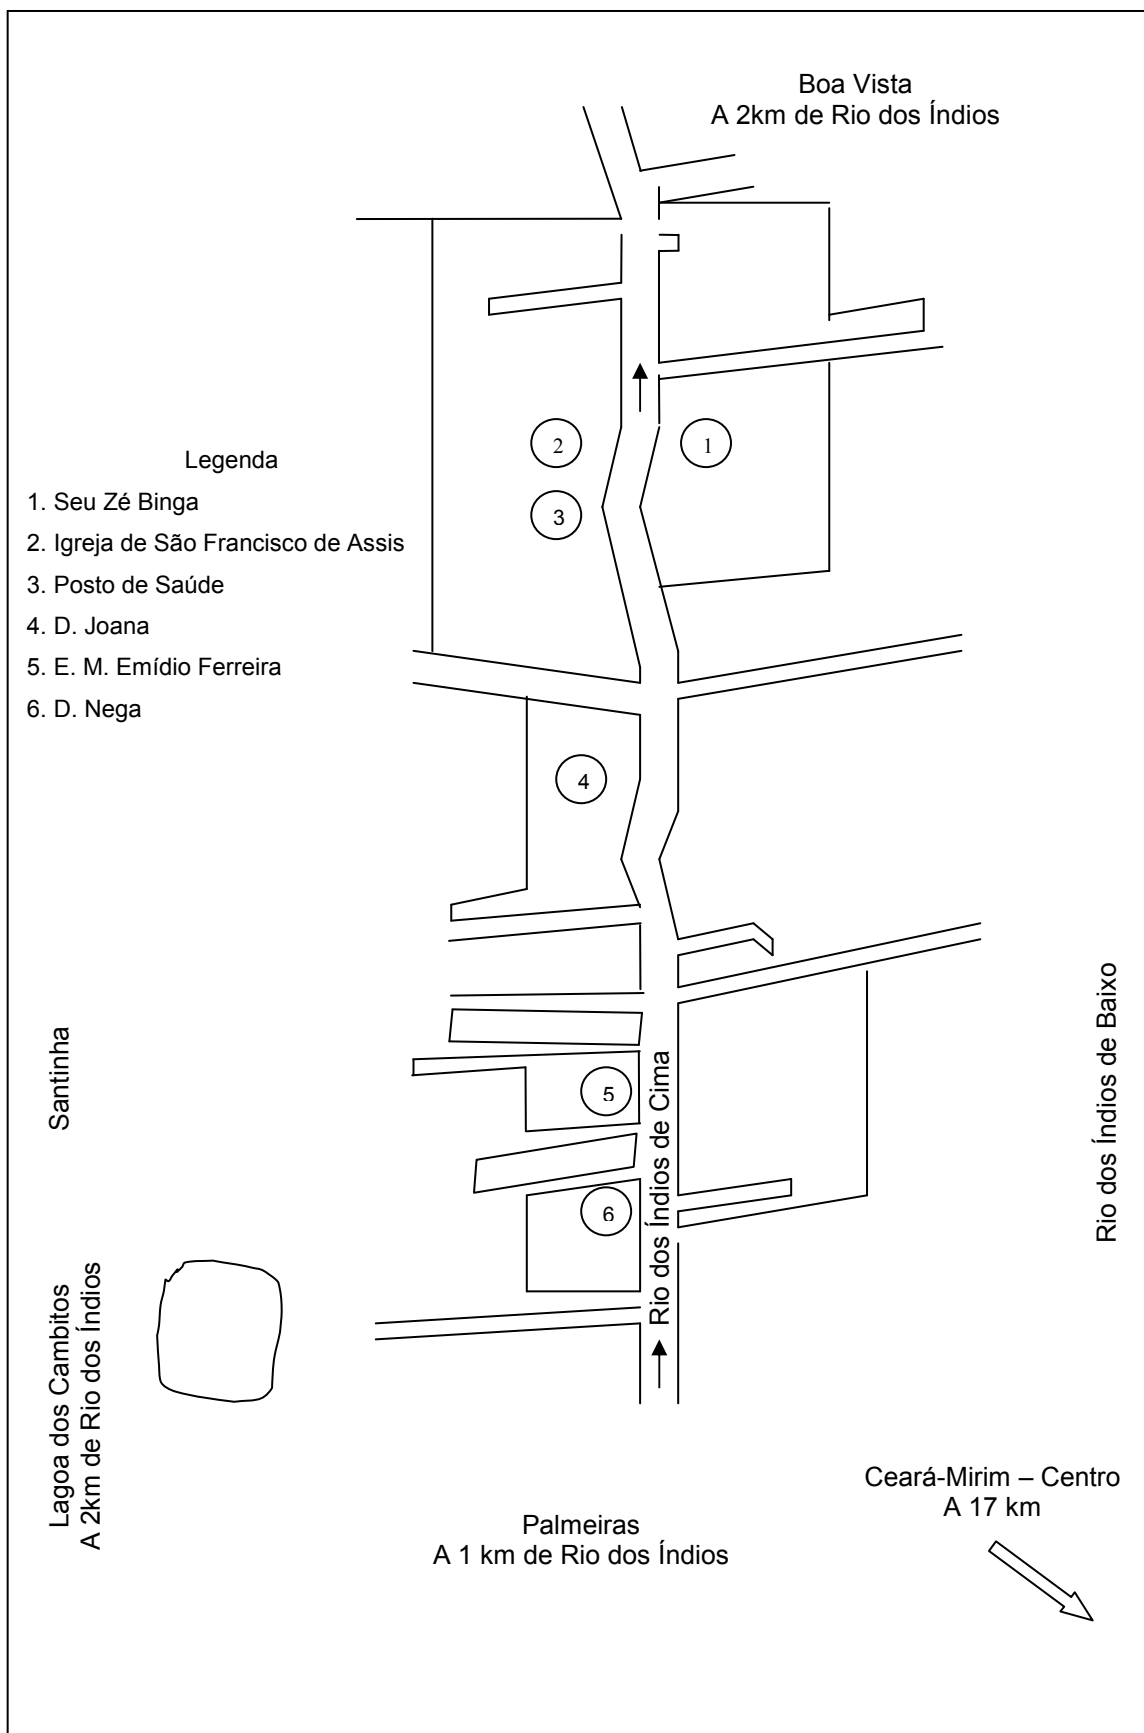 Boa Vista
A 2km de Rio dos Índios
2
1
3
Legenda
1. Seu Zé Binga
2. Igreja de São Francisco de Assis
3. Posto de Saúde
4. D. Joana
5. E. M. Emídio Ferreira
6. D. Nega
4
5
6
Santinha
Rio dos Índios de Cima
Rio dos Índios de Baixo
Lagoa dos Cambitos
A 2km de Rio dos Índios
Ceará-Mirim – Centro
A 17 km
Palmeiras
A 1 km de Rio dos Índios